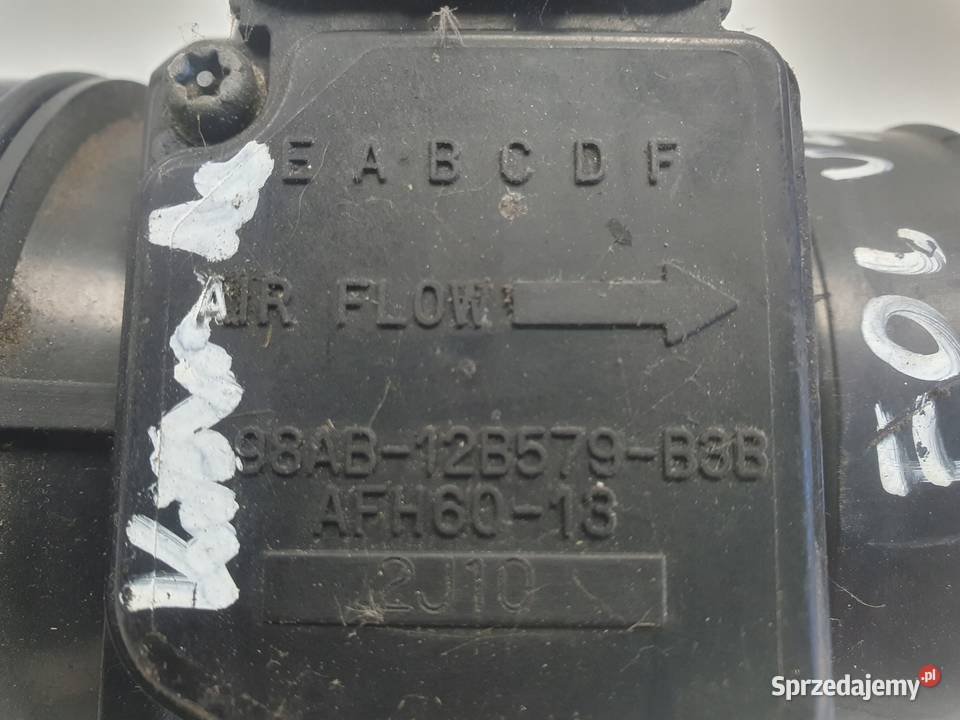 E A B C D F
AIR FLOW
98AB-12B579-B3B
AFH60-13
2J10
Sprzedajemy.pl